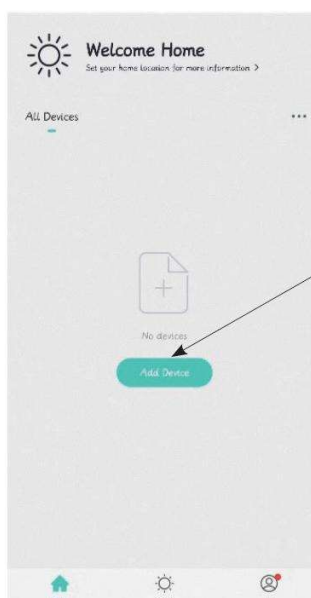 Welcome Home
Set your home location for more information >
All Devices
...
No devices
Add Device